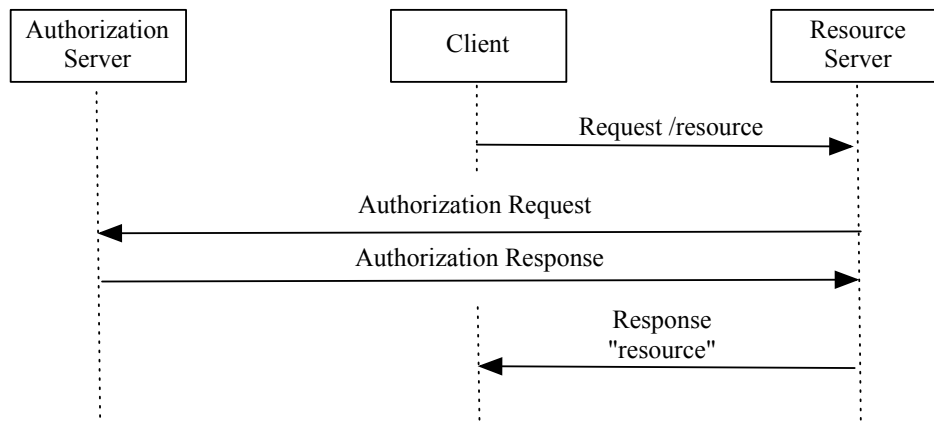 Authorization
Server
Client
Resource
Server
Request /resource
Authorization Request
Authorization Response
Response
"resource"